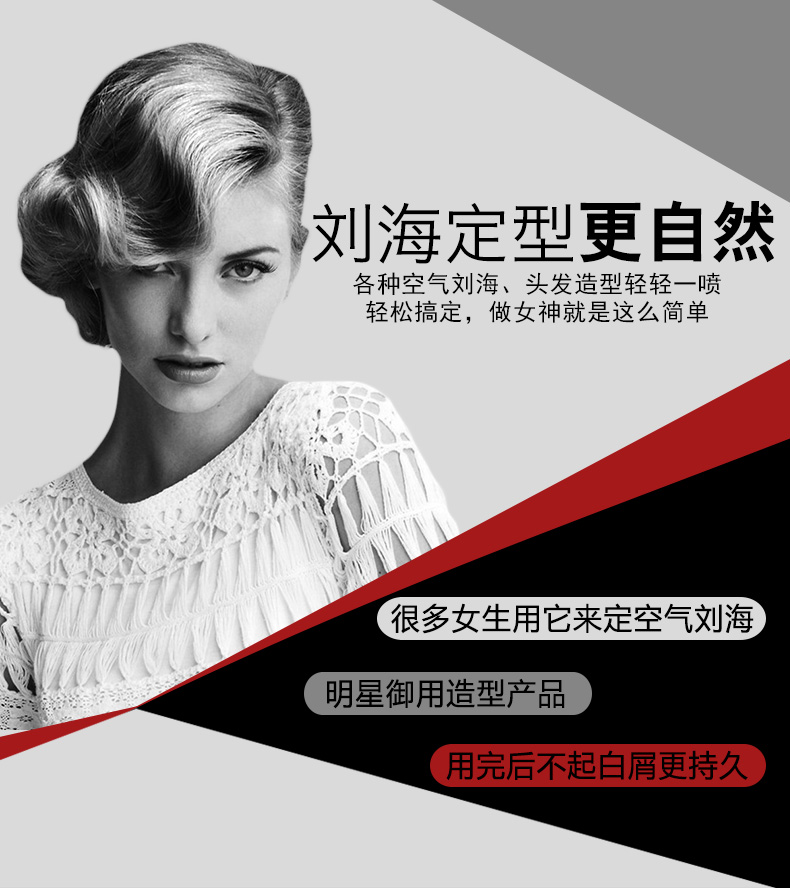 刘海定型更自然
各种空气刘海、头发造型轻轻一喷
轻松搞定，做女神就是这么简单
很多女生用它来定空气刘海
明星御用造型产品
用完后不起白屑更持久